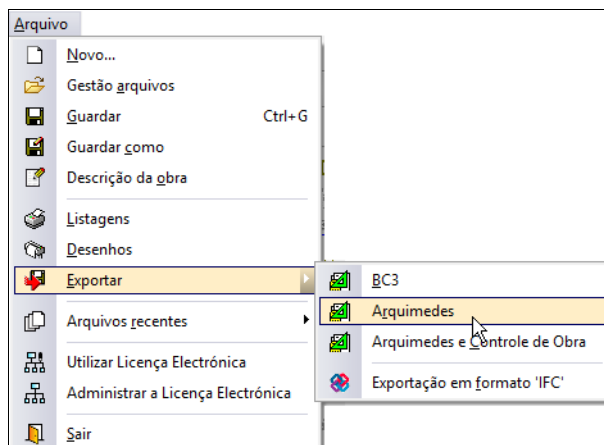 Arquivo
Novo...
Gestão arquivos
Guardar Ctrl+G
Guardar como
Descrição da obra
Listagens
Desenhos
Exportar
Arquivos recentes
Utilizar Licença Electrónica
Administrar a Licença Electrónica
Sair
BC3
Arquimedes
Arquimedes e Controle de Obra
Exportação em formato 'IFC'